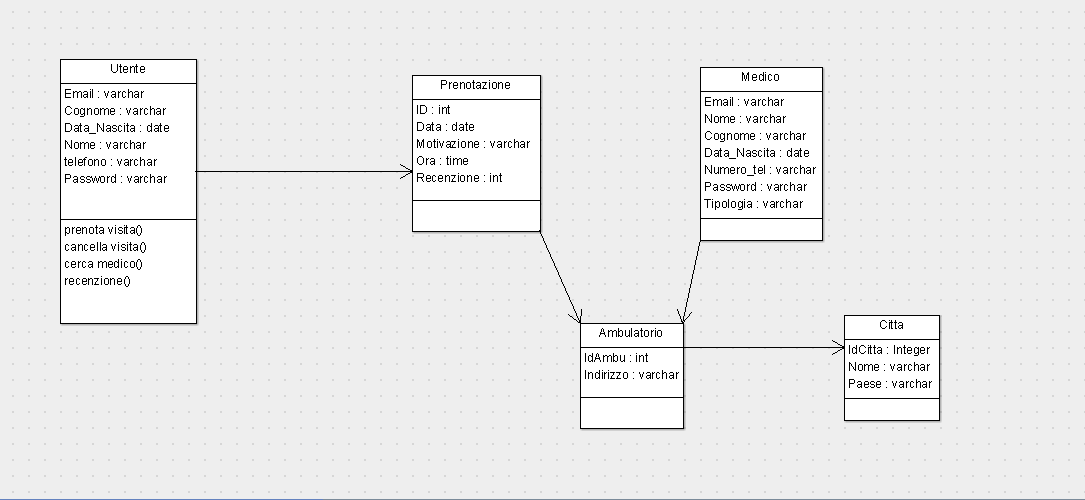 Utente
Email : varchar
Cognome : varchar
Data_Nascita : date
Nome : varchar
telefono : varchar
Password : varchar
prenota visita()
cancella visita()
cerca medico()
recenzione()
Prenotazione
ID : int
Data : date
Motivazione : varchar
Ora : time
Recenzione : int
Medico
Email : varchar
Nome : varchar
Cognome : varchar
Data_Nascita : date
Numero_tel : varchar
Password : varchar
Tipologia : varchar
Ambulatorio
IdAmbu : int
Indirizzo : varchar
Citta
IdCitta : Integer
Nome : varchar
Paese : varchar